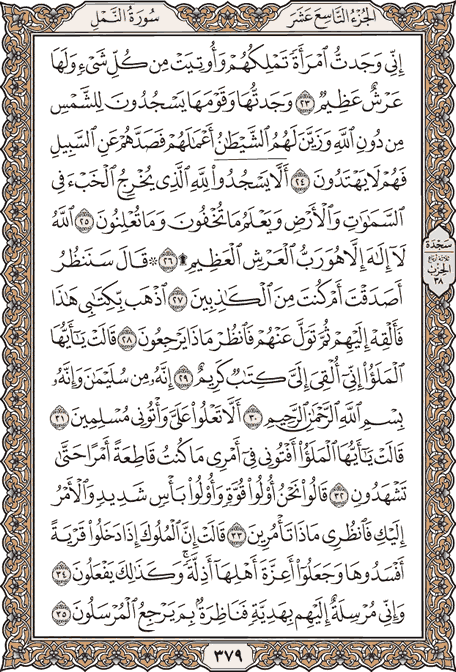 الجزء التاسع عشر
سورة النمل
إِنِّي وَجَدتُّ ٱمْرَأَةً تَمْلِكُهُمْ وَأُوتِيَتْ مِن كُلِّ شَىْءٍ وَلَهَا
عَرْشٌ عَظِيمٌ ٢٣ وَجَدتُّهَا وَقَوْمَهَا يَسْجُدُونَ لِلشَّمْسِ
مِن دُونِ ٱللَّهِ وَزَيَّنَ لَهُمُ ٱلشَّيْطَٰنُ أَعْمَٰلَهُمْ فَصَدَّهُمْ عَنِ ٱلسَّبِيلِ
فَهُمْ لَا يَهْتَدُونَ ٢٤ أَلَّا يَسْجُدُوا۟ لِلَّهِ ٱلَّذِى يُخْرِجُ ٱلْخَبْءَ فِى
ٱلسَّمَٰوَٰتِ وَٱلْأَرْضِ وَيَعْلَمُ مَا تُخْفُونَ وَمَا تُعْلِنُونَ ٢٥ ٱللَّهُ
لَآ إِلَٰهَ إِلَّا هُوَ رَبُّ ٱلْعَرْشِ ٱلْعَظِيمِ ۩ ٢٦ ۞ قَالَ سَنَنظُرُ
أَصَدَقْتَ أَمْ كُنتَ مِنَ ٱلْكَٰذِبِينَ ٢٧ ٱذْهَب بِّكِتَٰبِى هَٰذَا
فَأَلْقِهْ إِلَيْهِمْ ثُمَّ تَوَلَّ عَنْهُمْ فَٱنظُرْ مَاذَا يَرْجِعُونَ ٢٨ قَالَتْ يَٰٓأَيُّهَا
ٱلْمَلَؤُا۟ إِنِّىٓ أُلْقِىَ إِلَىَّ كِتَٰبٌ كَرِيمٌ ٢٩ إِنَّهُۥ مِن سُلَيْمَٰنَ وَإِنَّهُۥ
بِسْمِ ٱللَّهِ ٱلرَّحْمَٰنِ ٱلرَّحِيمِ ٣٠ أَلَّا تَعْلُوا۟ عَلَىَّ وَأْتُونِى مُسْلِمِينَ ٣١
قَالَتْ يَٰٓأَيُّهَا ٱلْمَلَؤُا۟ أَفْتُونِى فِىٓ أَمْرِى مَا كُنتُ قَاطِعَةً أَمْرًا حَتَّىٰ
تَشْهَدُونِ ٣٢ قَالُوا۟ نَحْنُ أُو۟لُوا۟ قُوَّةٍ وَأُو۟لُوا۟ بَأْسٍ شَدِيدٍ وَٱلْأَمْرُ
إِلَيْكِ فَٱنظُرِى مَاذَا تَأْمُرِينَ ٣٣ قَالَتْ إِنَّ ٱلْمُلُوكَ إِذَا دَخَلُوا۟ قَرْيَةً
أَفْسَدُوهَا وَجَعَلُوٓا۟ أَعِزَّةَ أَهْلِهَآ أَذِلَّةً ۖ وَكَذَٰلِكَ يَفْعَلُونَ ٣٤
وَإِنِّى مُرْسِلَةٌ إِلَيْهِم بِهَدِيَّةٍ فَنَاظِرَةٌۢ بِمَ يَرْجِعُ ٱلْمُرْسَلُونَ ٣٥
سجدة
ثلاثة أرباع
الحزب
٣٨
٣٧٩